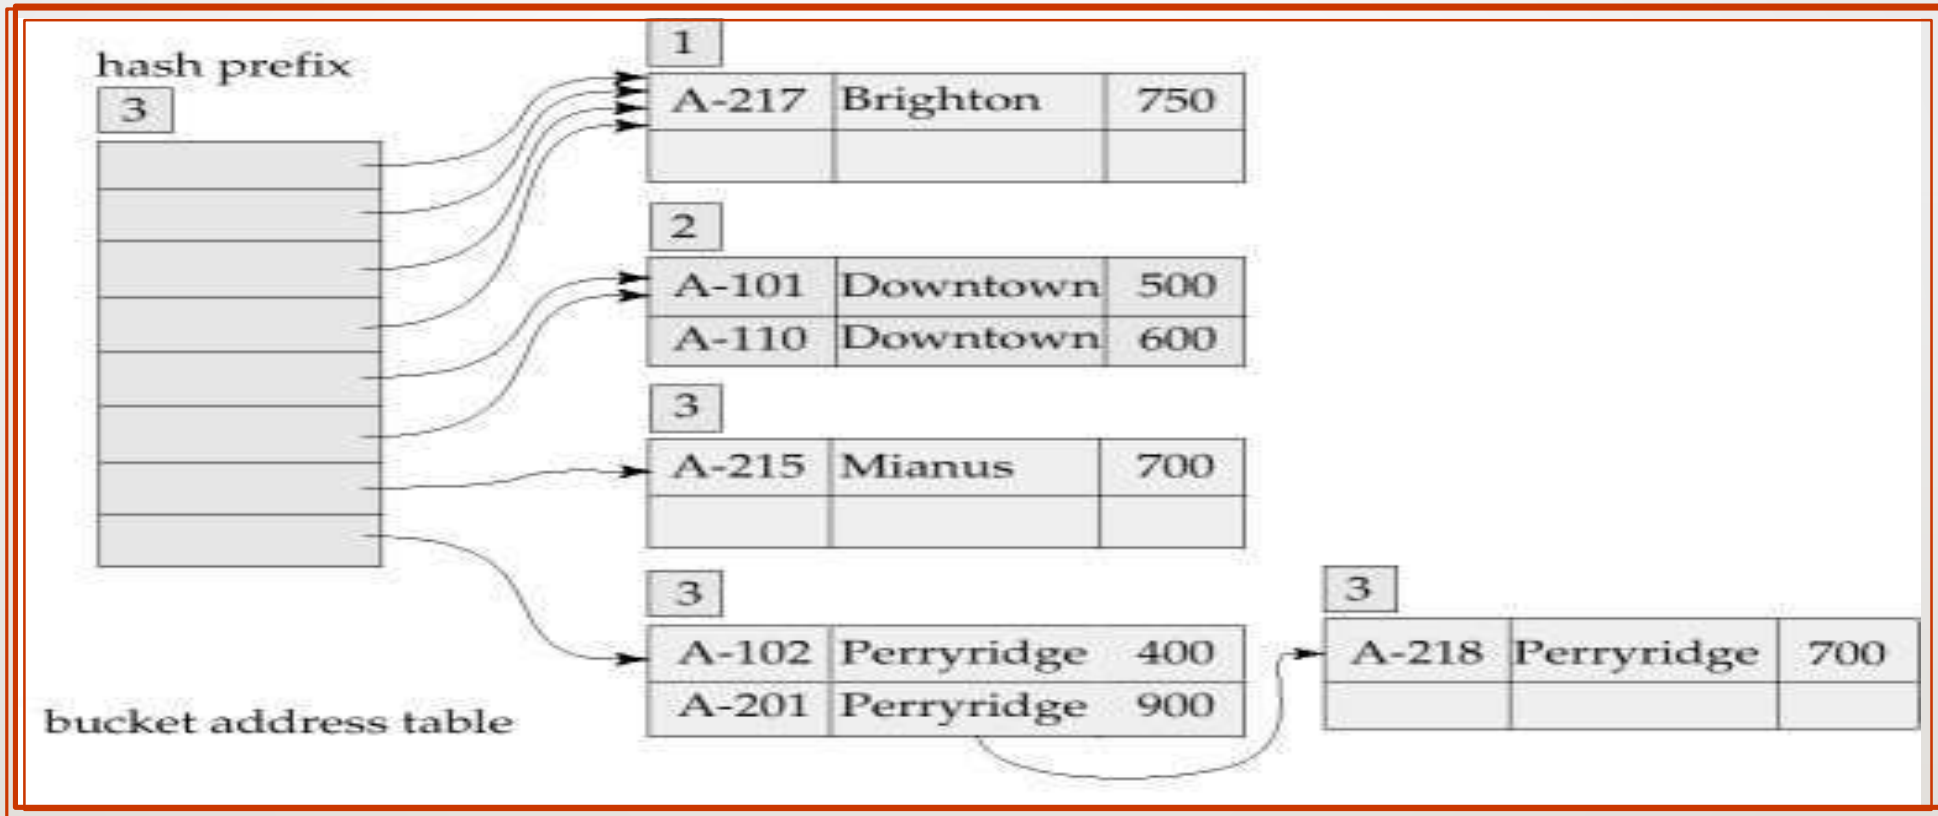 hash prefix
3
1
A-217 Brighton 750
2
A-101 Downtown 500
A-110 Downtown 600
3
A-215 Mianus 700
3
A-102 Perryridge 400
A-201 Perryridge 900
3
A-218 Perryridge 700
bucket address table